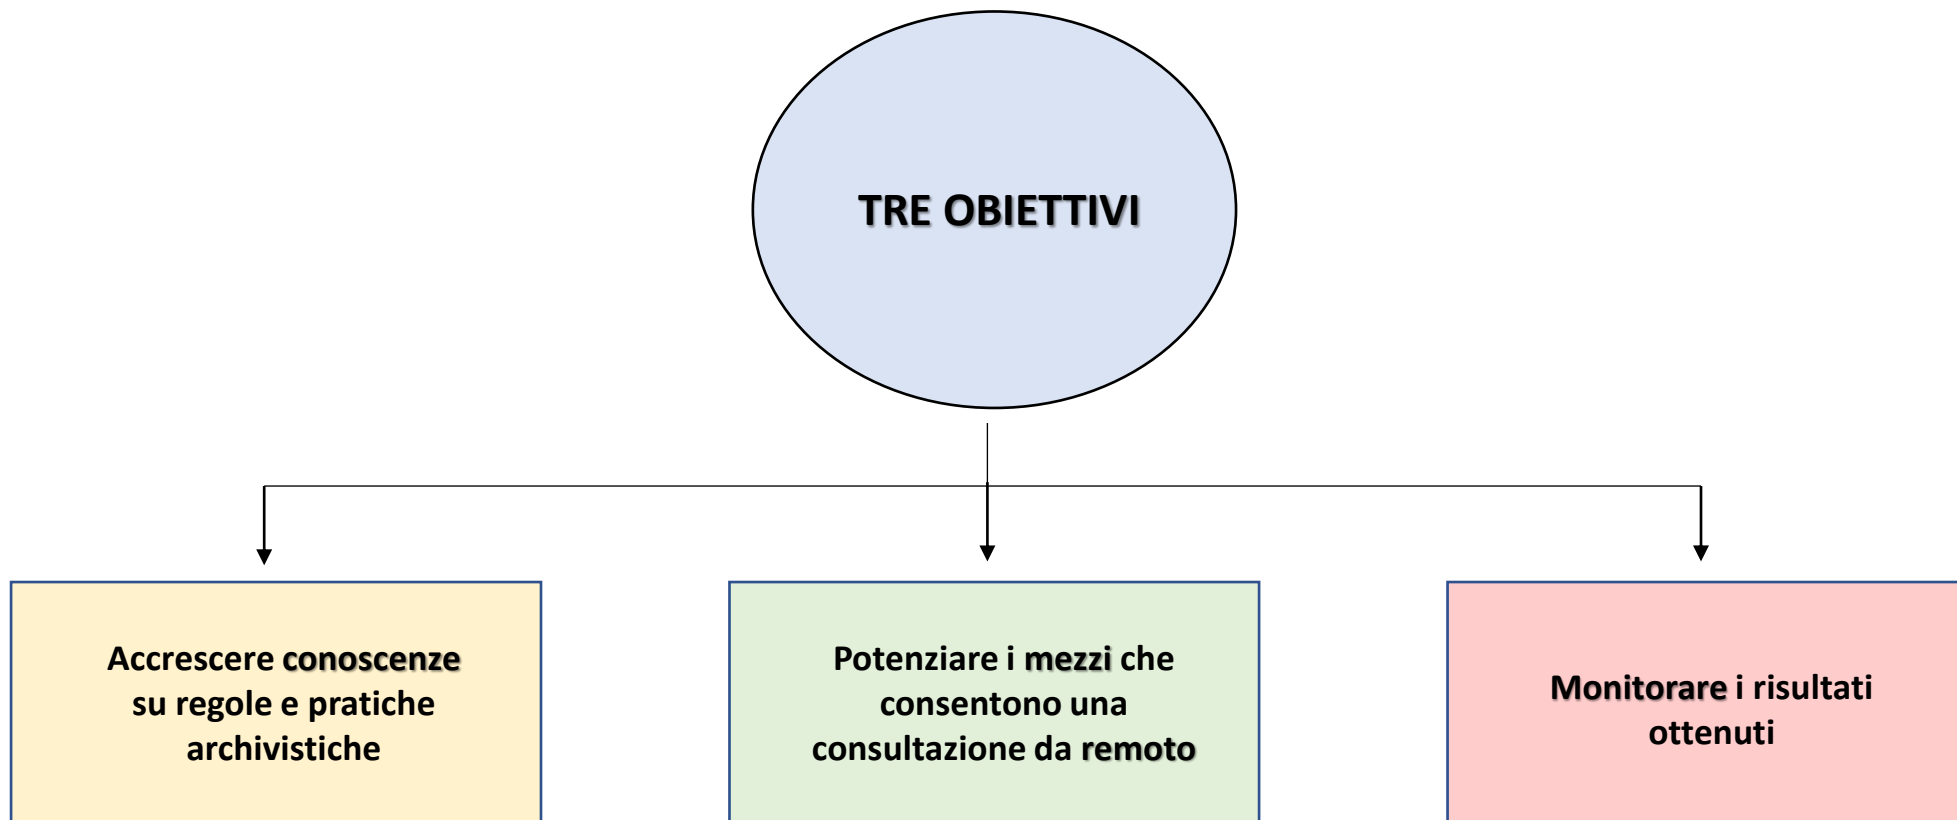 TRE OBIETTIVI
Accrescere conoscenze
su regole e pratiche
archivistiche
Potenziare i mezzi che
consentono una
consultazione da remoto
Monitorare i risultati
ottenuti